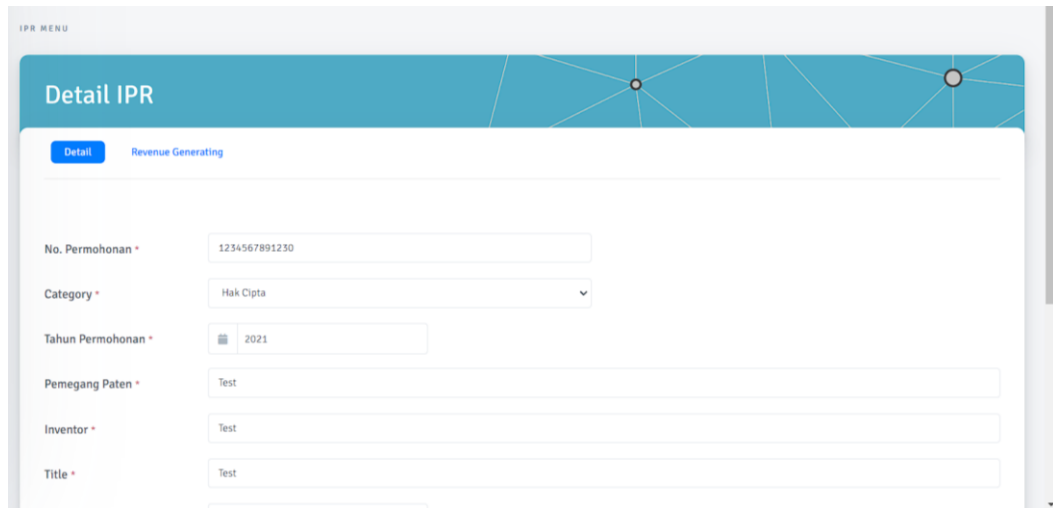 IPR MENU
Detail IPR
Detail Revenue Generating
No. Permohonan * 1234567891230
Category * Hak Cipta
Tahun Permohonan * 2021
Pemegang Paten * Test
Inventor * Test
Title * Test